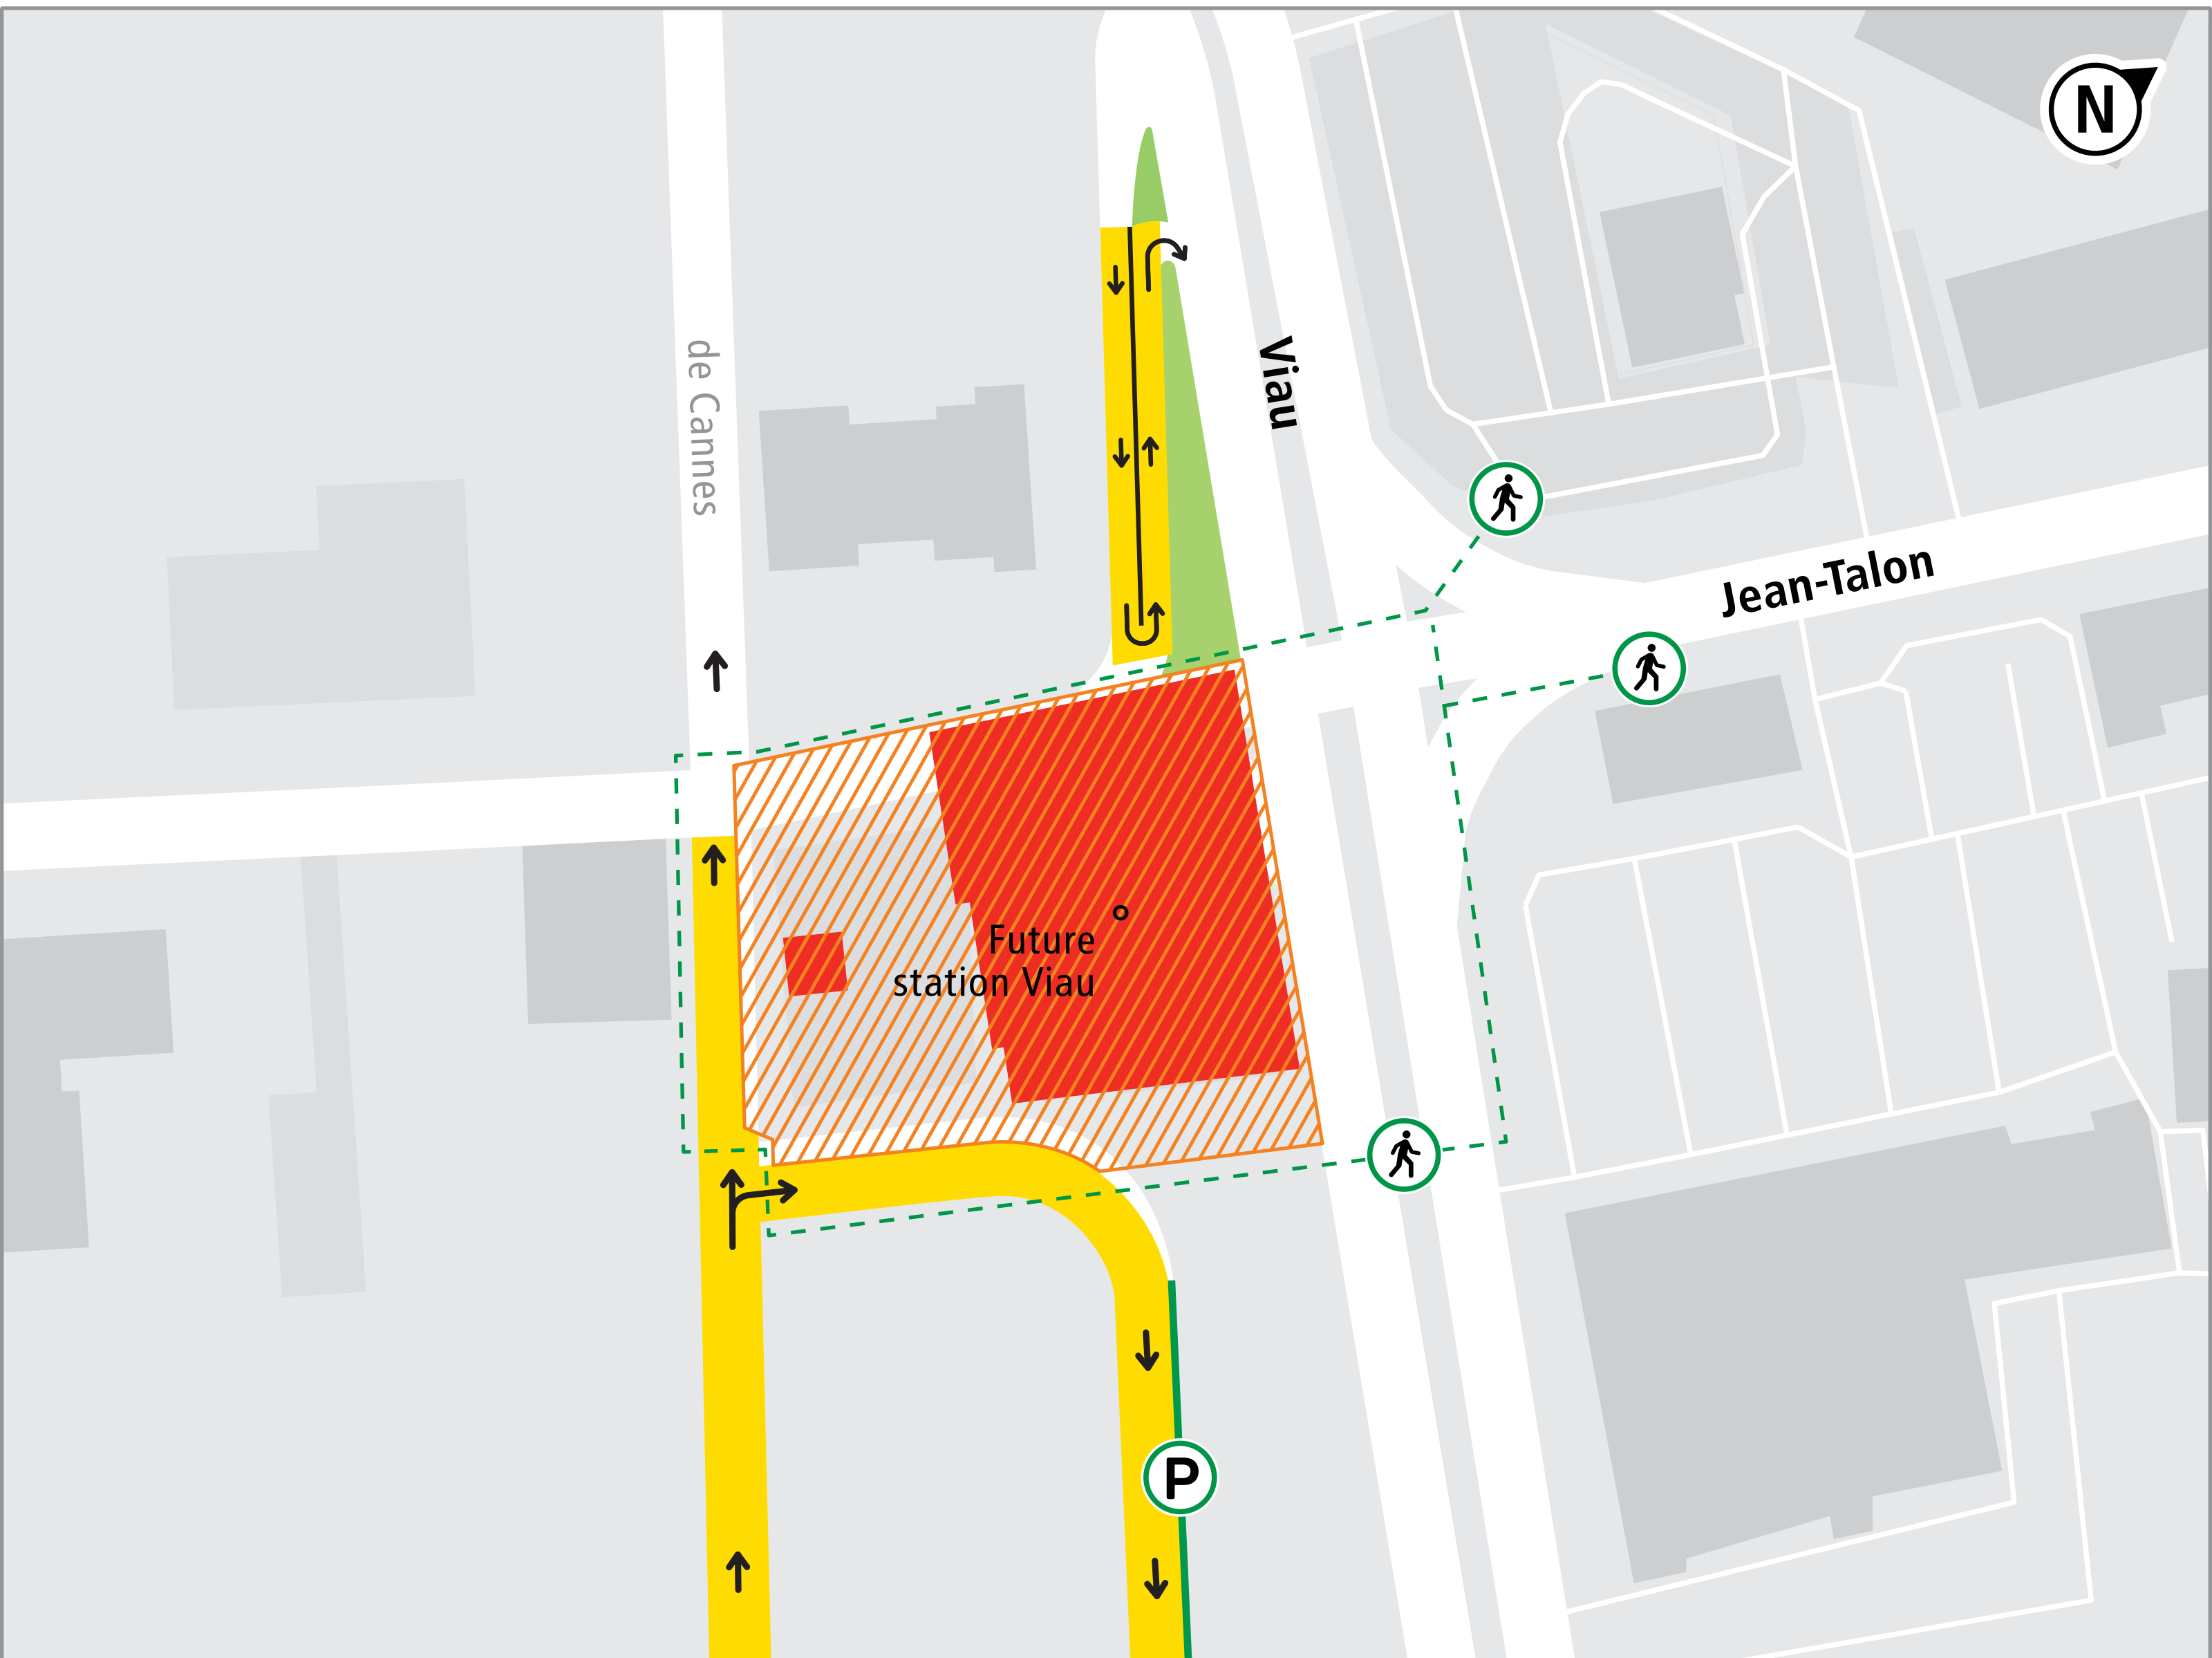 N
de Cannes
Viau
Jean-Talon
Future
station Viau
P